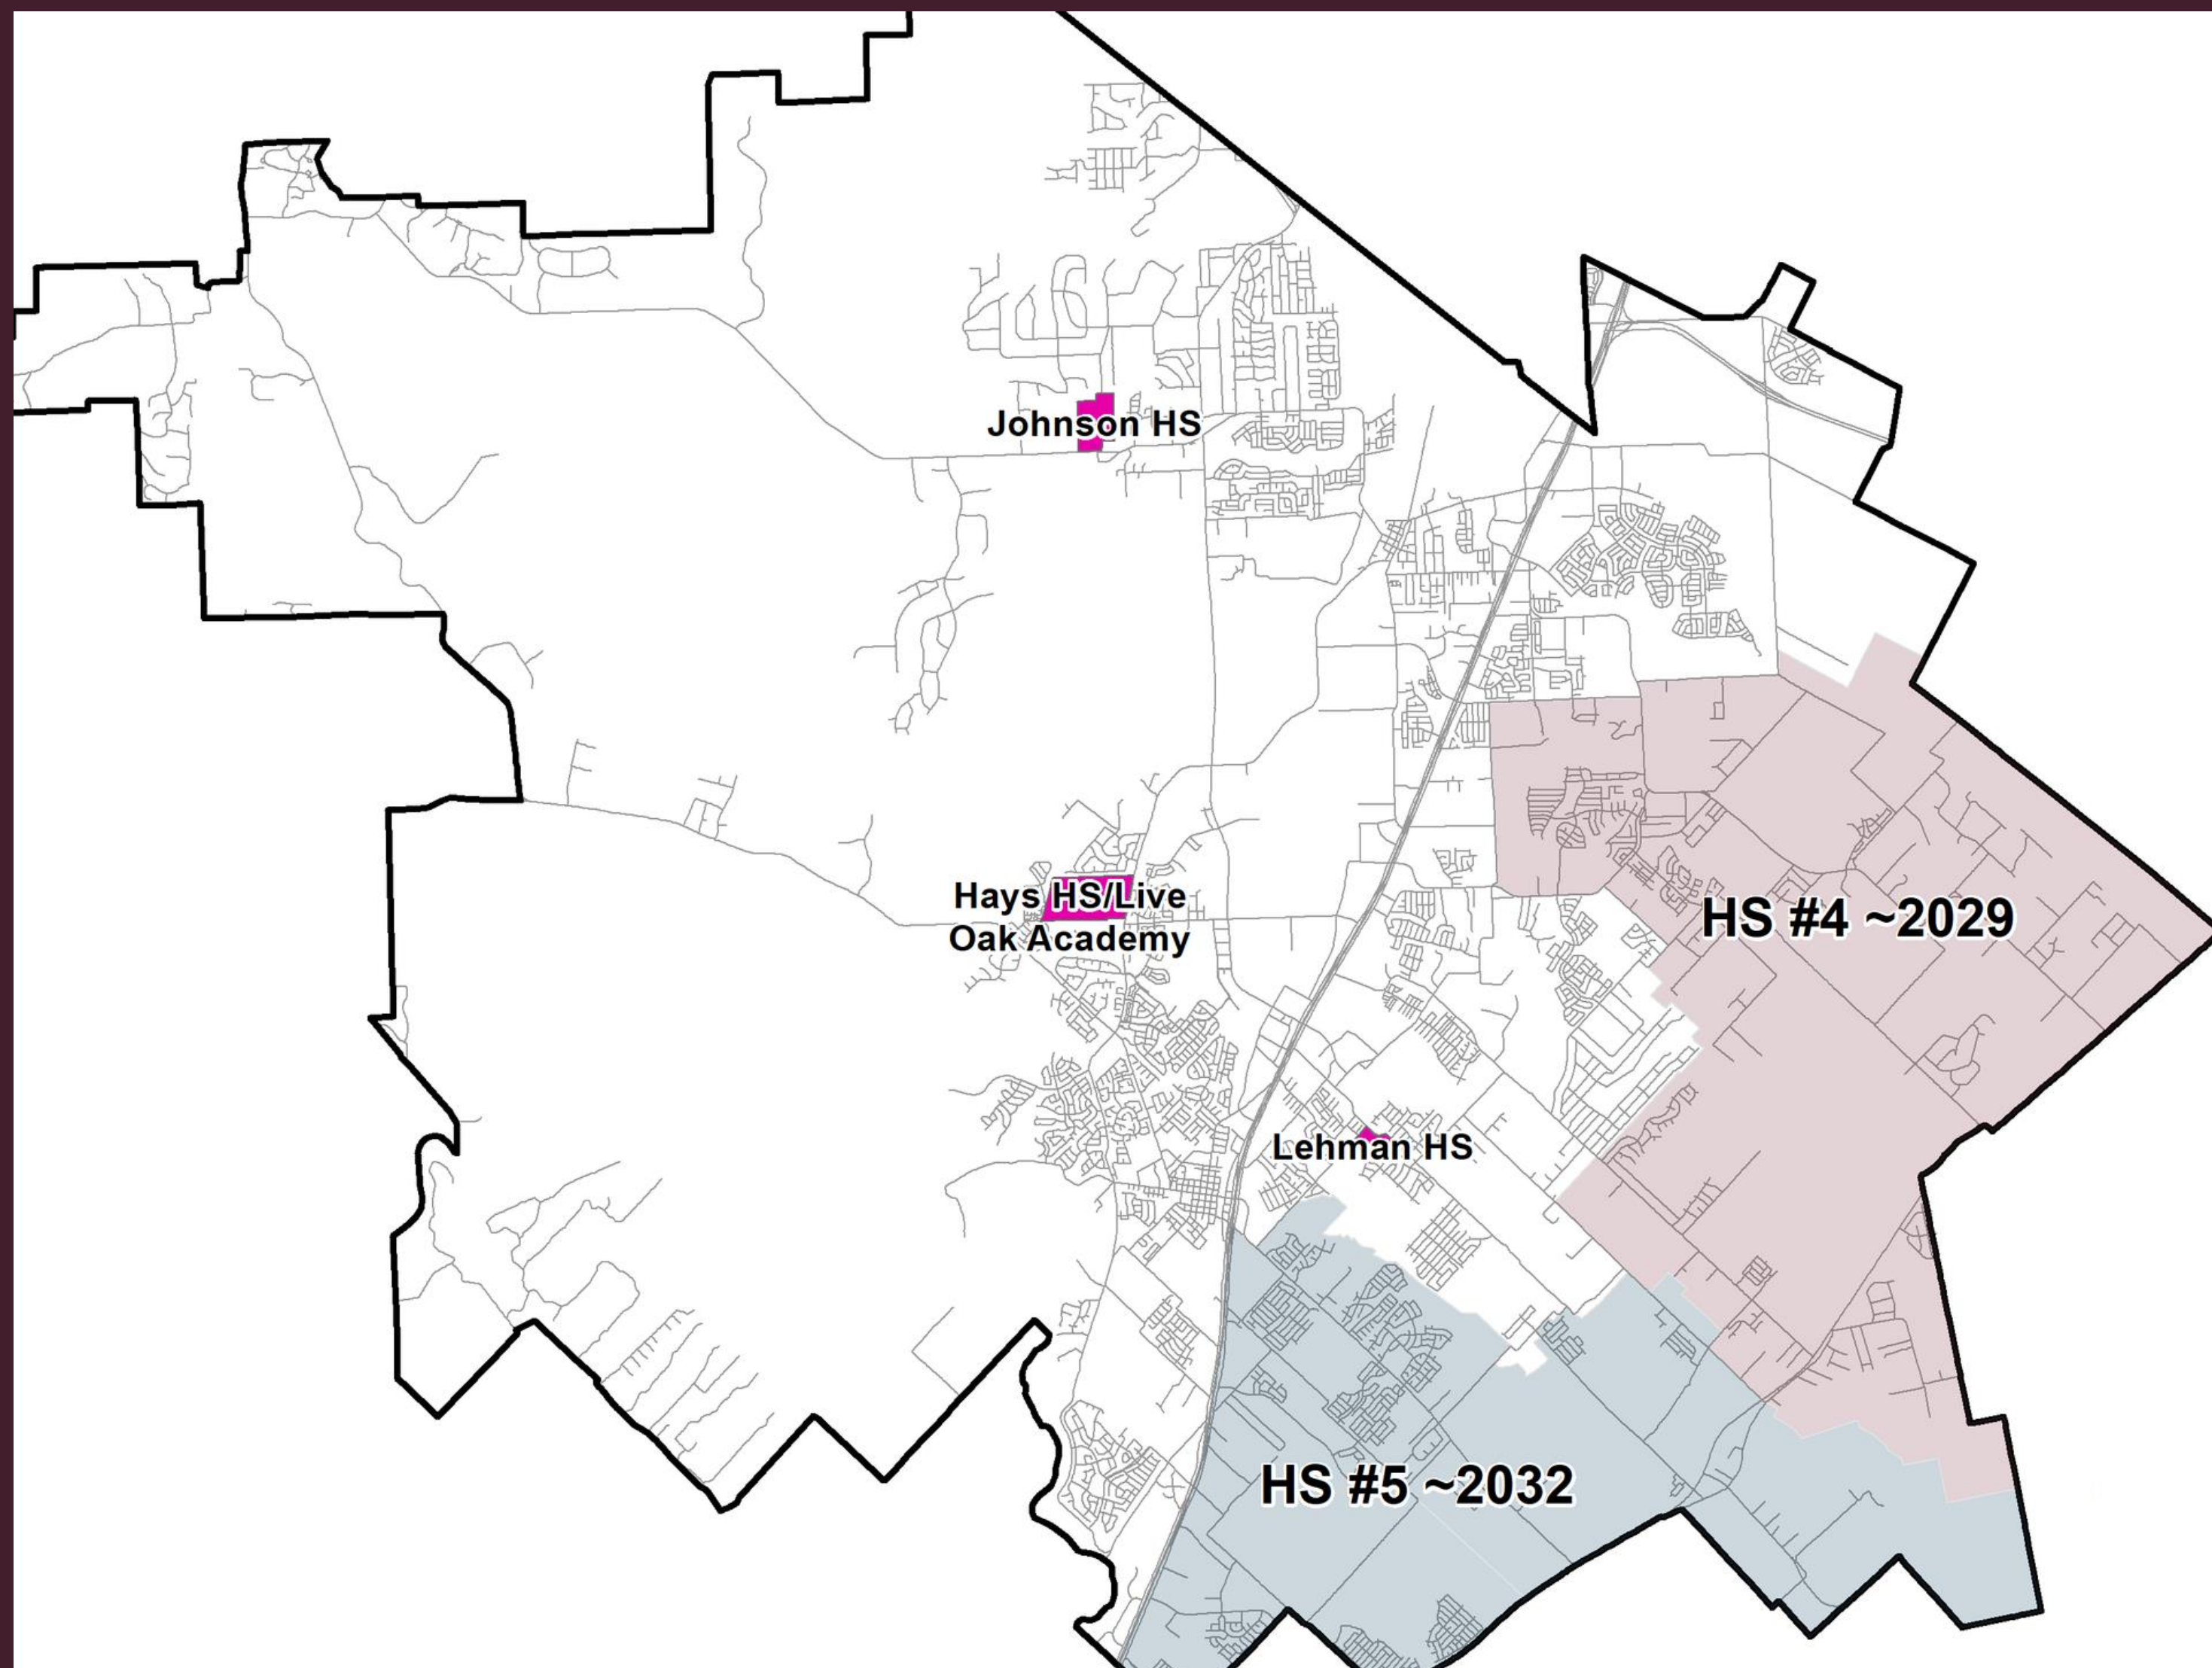 Johnson HS
Hays HS/Live
Oak Academy
HS #4 ~2029
Lehman HS
HS #5 ~2032